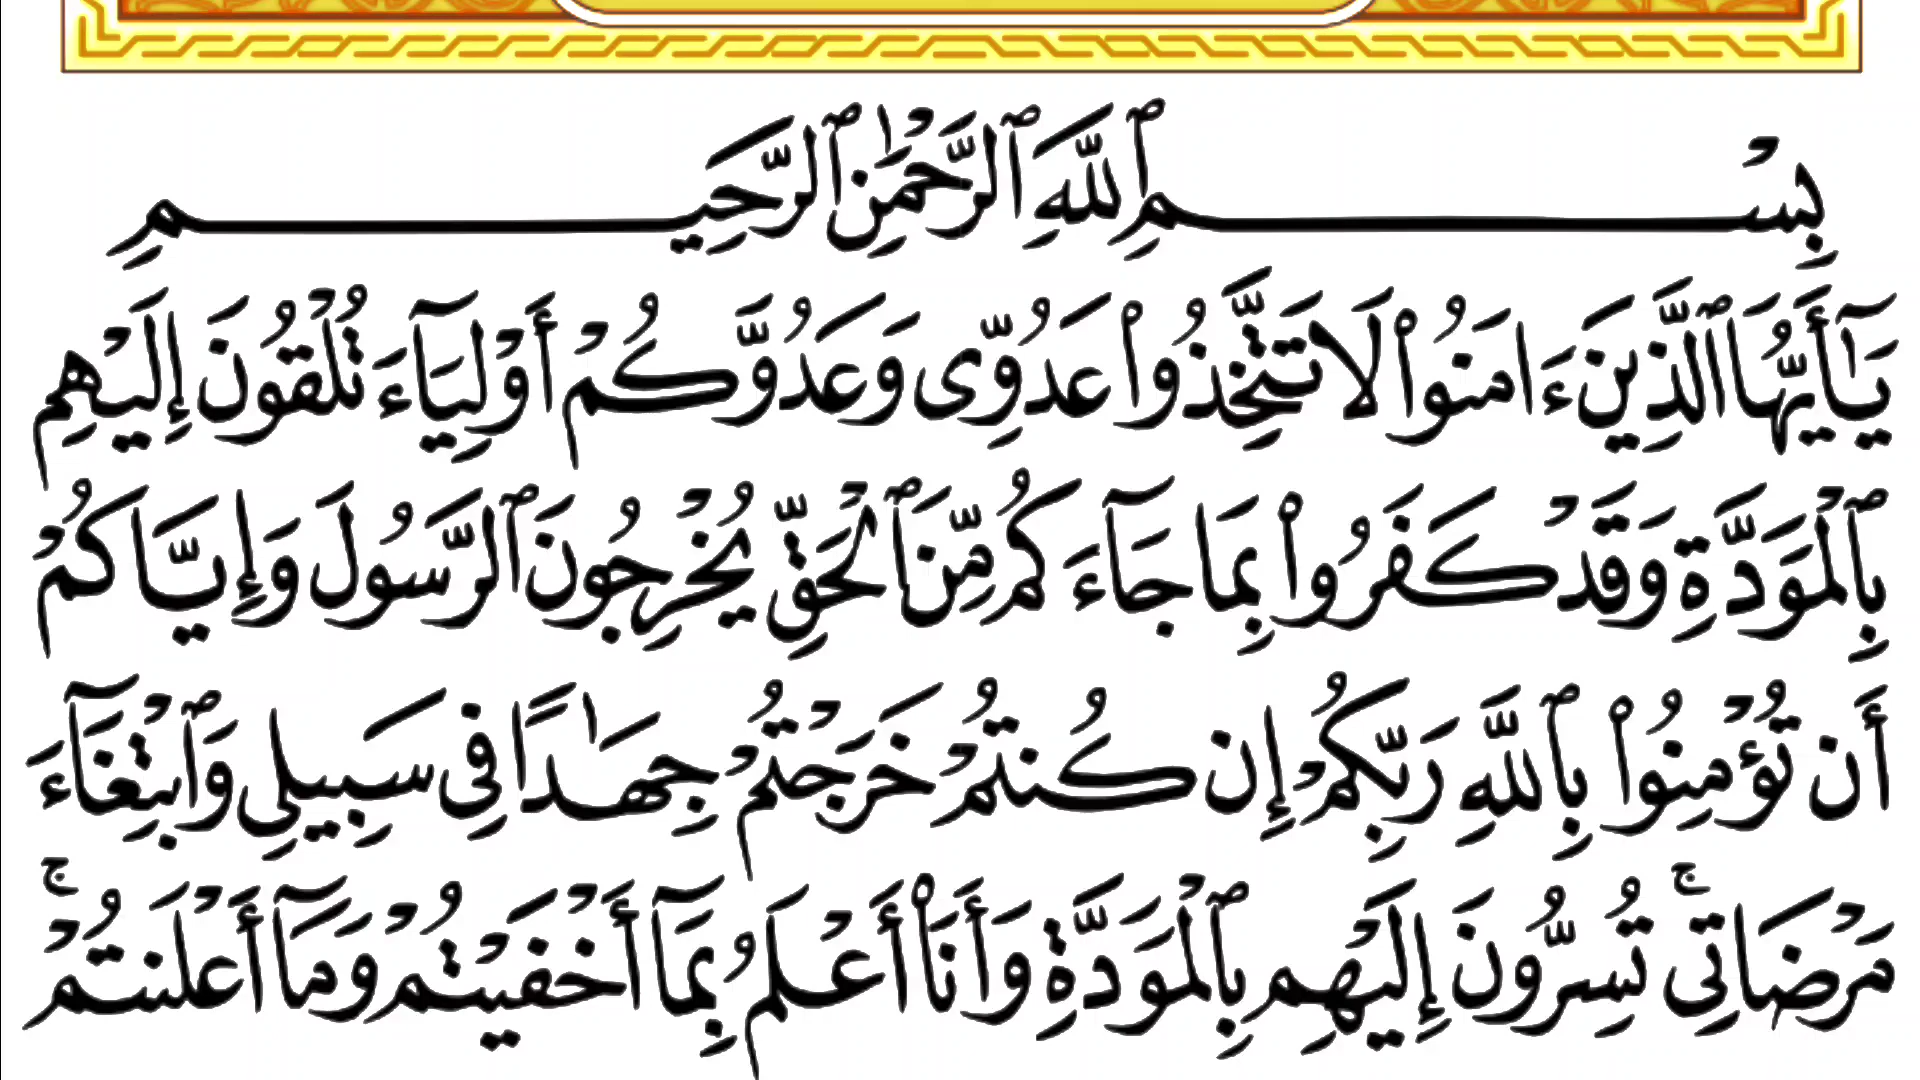 بِسْمِ ٱللَّهِ ٱلرَّحْمَٰنِ ٱلرَّحِيمِ
يَٰٓأَيُّهَا ٱلَّذِينَ ءَامَنُوا۟ لَا تَتَّخِذُوا۟ عَدُوِّى وَعَدُوَّكُمْ أَوْلِيَآءَ تُلْقُونَ إِلَيْهِم
بِٱلْمَوَدَّةِ وَقَدْ كَفَرُوا۟ بِمَا جَآءَكُم مِّنَ ٱلْحَقِّ يُخْرِجُونَ ٱلرَّسُولَ وَإِيَّاكُمْ
أَن تُؤْمِنُوا۟ بِٱللَّهِ رَبِّكُمْ إِن كُنتُمْ خَرَجْتُمْ جِهَٰدًا فِى سَبِيلِى وَٱبْتِغَآءَ
مَرْضَاتِى ۚ تُسِرُّونَ إِلَيْهِم بِٱلْمَوَدَّةِ وَأَنَا۠ أَعْلَمُ بِمَآ أَخْفَيْتُمْ وَمَآ أَعْلَنتُمْ ۚ